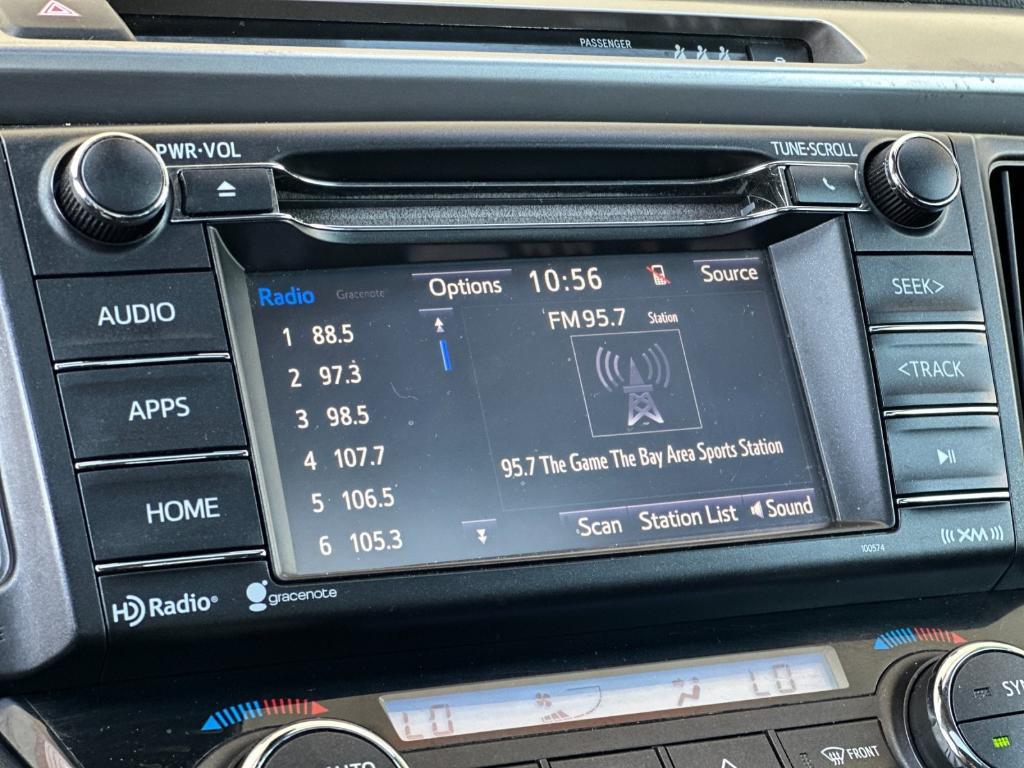 PASSENGER
PWR·VOL
TUNE·SCROLL
AUDIO
APPS
HOME
Radio
Gracenote
Options
10:56
Source
1 88.5
2 97.3
3 98.5
4 107.7
5 106.5
6 105.3
FM 95.7 Station
95.7 The Game The Bay Area Sports Station
Scan
Station List
Sound
SEEK>
<TRACK
XM
100574
HD Radio®
gracenote
LO
LO
AUTO
FRONT